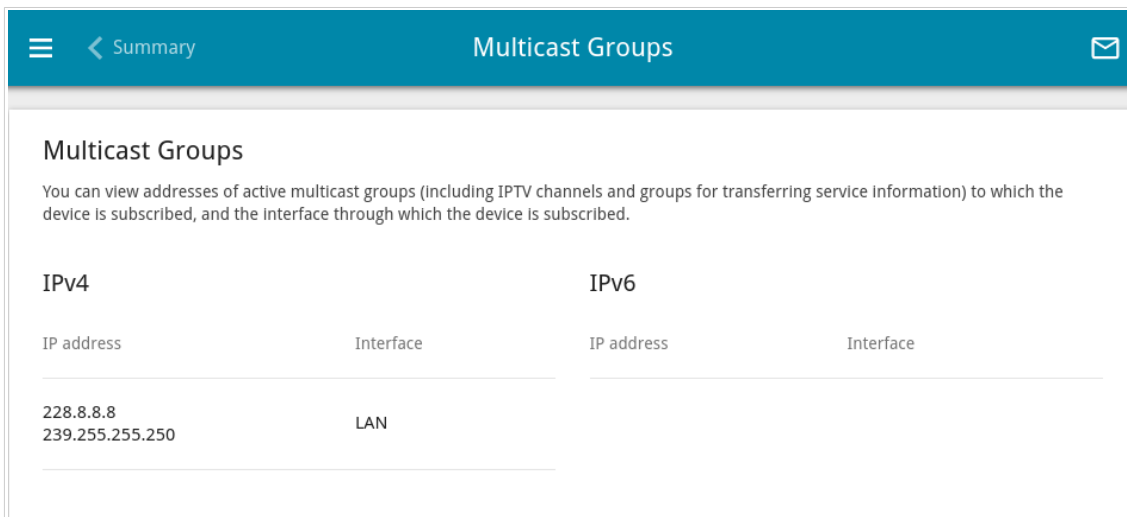 Summary
Multicast Groups
Multicast Groups
You can view addresses of active multicast groups (including IPTV channels and groups for transferring service information) to which the
device is subscribed, and the interface through which the device is subscribed.
IPv4
IP address Interface
228.8.8.8
239.255.255.250
LAN
IPv6
IP address Interface